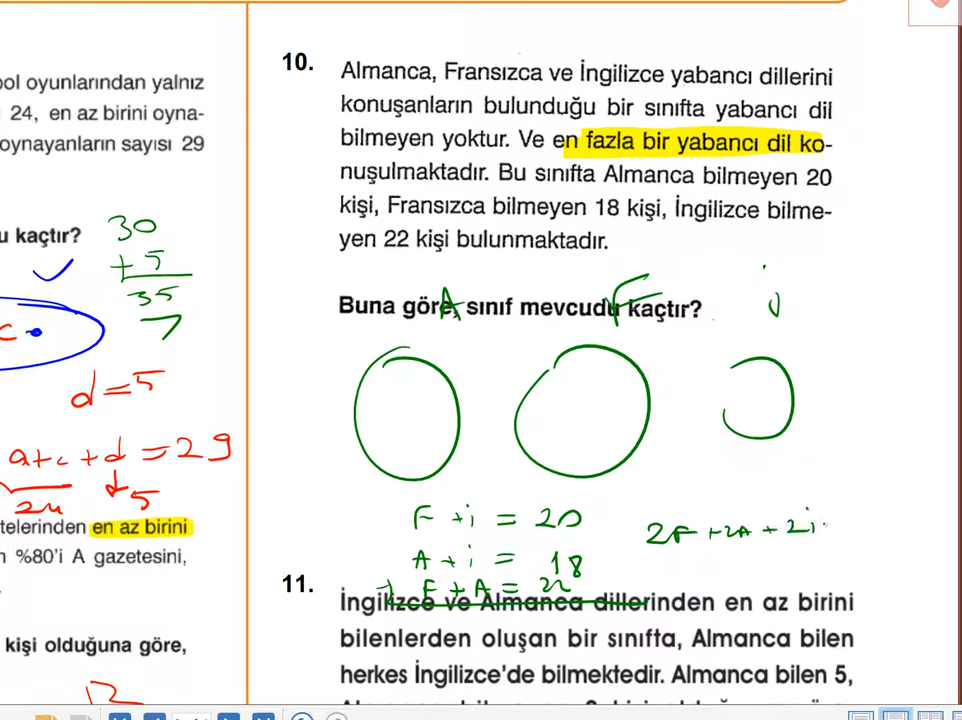 bol oyunlarından yalnız
24, en az birini oyna-
oynayanların sayısı 29
u kaçtır?
30
+5
35
7
c
d=5
a+c+d=29
24 5
telerinden en az birini
%80'i A gazetesini,
kişi olduğuna göre,
10.
Almanca, Fransızca ve İngilizce yabancı dillerini
konuşanların bulunduğu bir sınıfta yabancı dil
bilmeyen yoktur. Ve en fazla bir yabancı dil ko-
nuşulmaktadır. Bu sınıfta Almanca bilmeyen 20
kişi, Fransızca bilmeyen 18 kişi, İngilizce bilme-
yen 22 kişi bulunmaktadır.
Buna göre, sınıf mevcudu kaçtır?
A F i
F+i = 20
A+i = 18
+ F+A = 22
2F+2A+2i
11.
İngilizce ve Almanca dillerinden en az birini
bilenlerden oluşan bir sınıfta, Almanca bilen
herkes İngilizce'de bilmektedir. Almanca bilen 5,